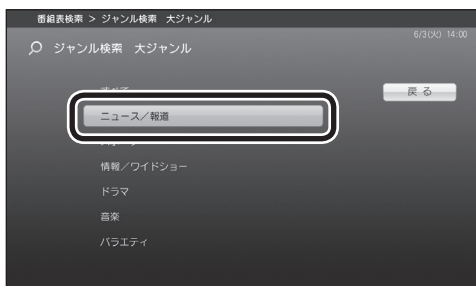 番組表検索 > ジャンル検索 大ジャンル
6/3(火) 14:00
ジャンル検索 大ジャンル
戻る
ニュース／報道
情報／ワイドショー
ドラマ
音楽
バラエティ